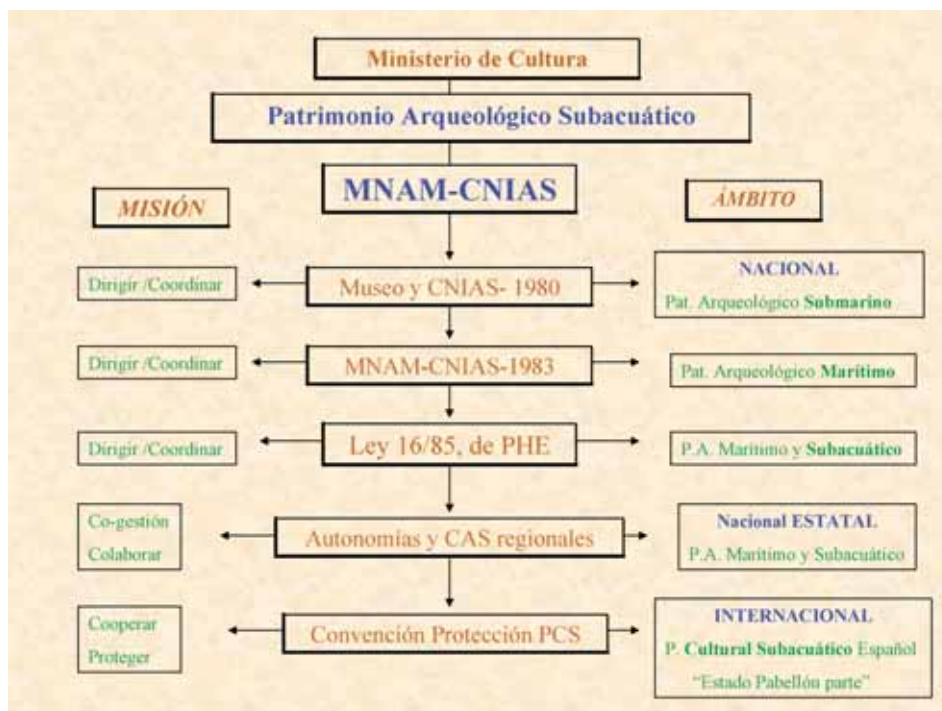 Ministerio de Cultura
Patrimonio Arqueológico Subacuático
MNAM-CNIAS
MISIÓN
ÁMBITO
Dirigir /Coordinar
Museo y CNIAS- 1980
NACIONAL
Pat. Arqueológico Submarino
Dirigir /Coordinar
MNAM-CNIAS-1983
Pat. Arqueológico Marítimo
Dirigir /Coordinar
Ley 16/85, de PHE
P.A. Marítimo y Subacuático
Co-gestión
Colaborar
Autonomías y CAS regionales
Nacional ESTATAL
P.A. Marítimo y Subacuático
Cooperar
Proteger
Convención Protección PCS
INTERNACIONAL
P. Cultural Subacuático Español
“Estado Pabellón parte”